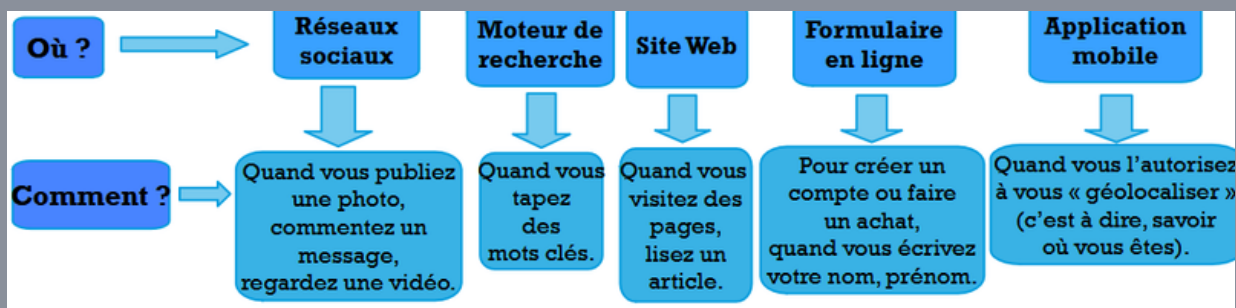 Où ?
Réseaux
sociaux
Moteur de
recherche
Site Web
Formulaire
en ligne
Application
mobile
Comment ?
Quand vous publiez
une photo,
commentez un
message,
regardez une vidéo.
Quand vous
tapez
des
mots clés.
Quand vous
visitez des
pages,
lisez un
article.
Pour créer un
compte ou faire
un achat,
quand vous écrivez
votre nom, prénom.
Quand vous l'autorisez
à vous « géolocaliser »
(c'est à dire, savoir
où vous êtes).